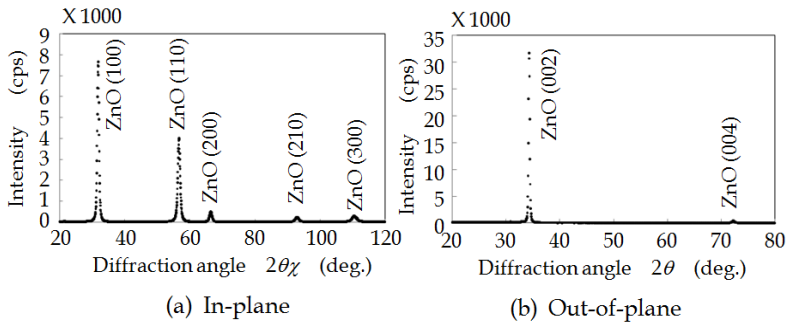 X 1000
9
8
7
6
5
4
3
2
1
0
Intensity (cps)
ZnO (100)
ZnO (110)
ZnO (200)
ZnO (210)
ZnO (300)
20 40 60 80 100 120
Diffraction angle 2θχ (deg.)
(a) In-plane
X 1000
35
30
25
20
15
10
5
0
Intensity (cps)
ZnO (002)
ZnO (004)
20 30 40 50 60 70 80
Diffraction angle 2θ (deg.)
(b) Out-of-plane